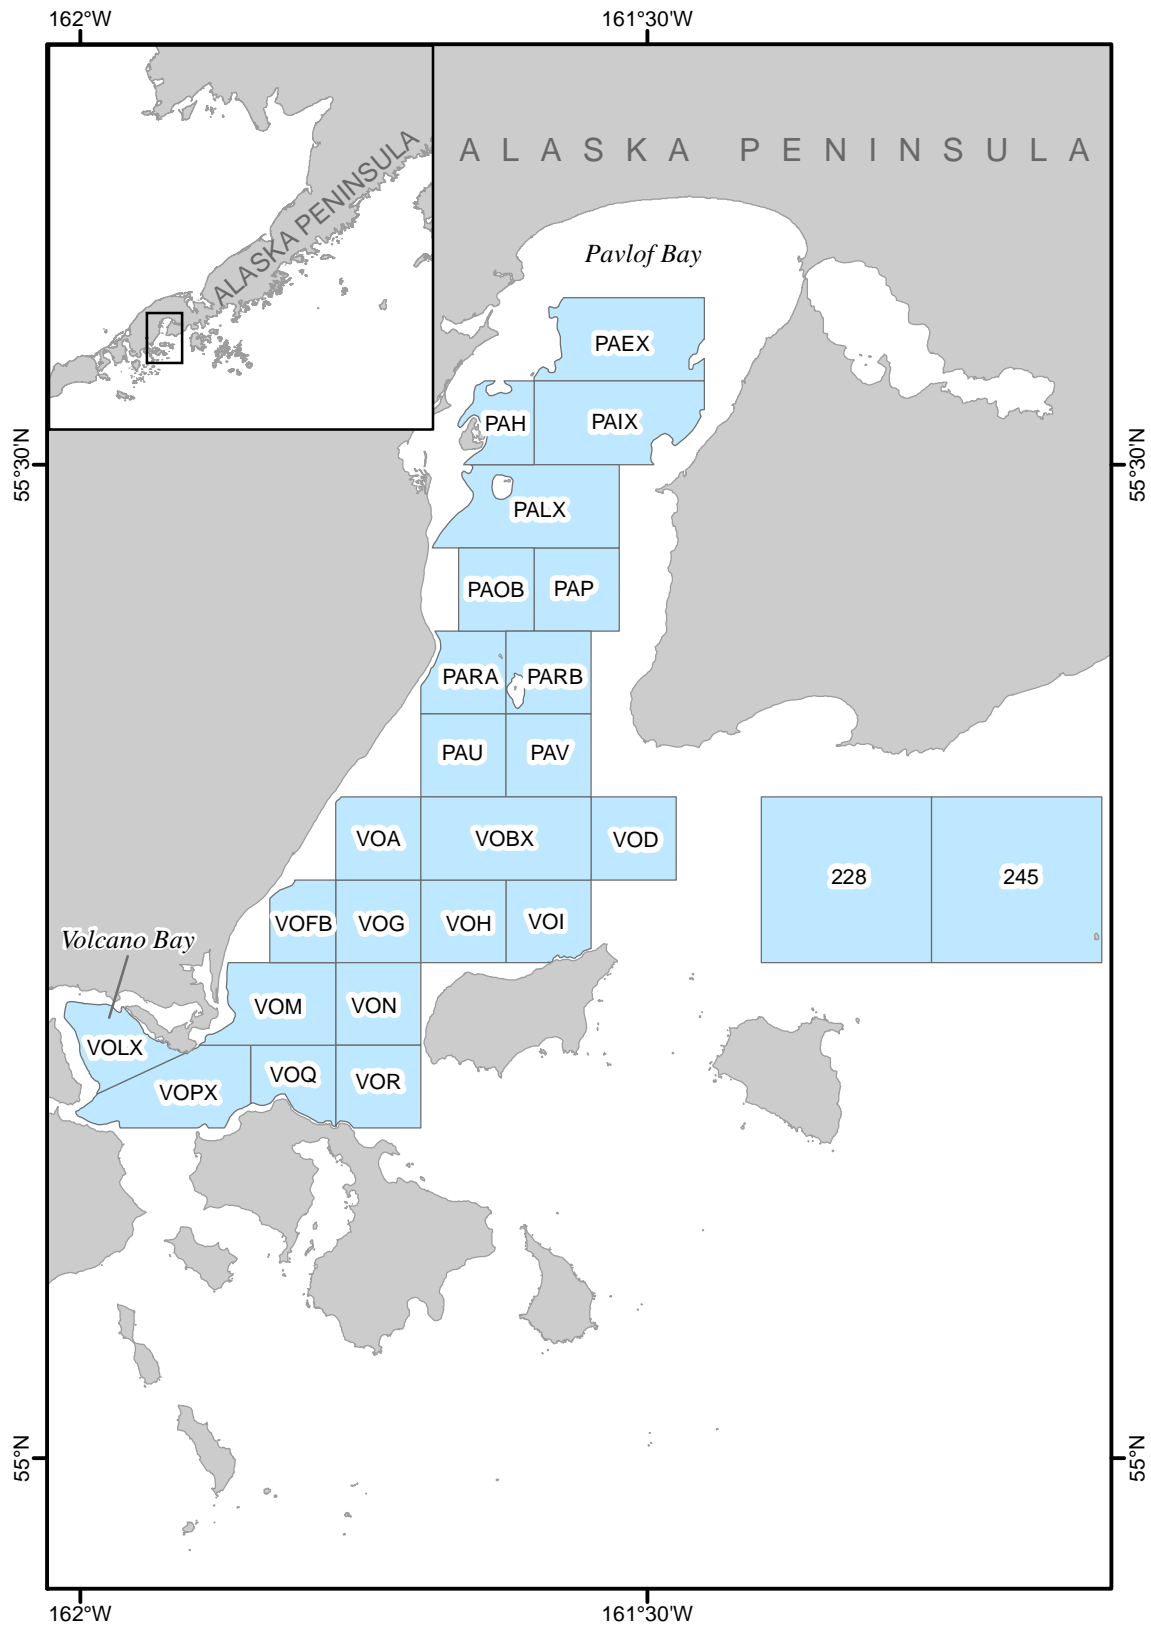 162°W 161°30'W
ALASKA PENINSULA
ALASKA PENINSULA
Pavlof Bay
PAEX
PAH PAIX
55°30'N 55°30'N
PALX
PAOB PAP
PARA PARB
PAU PAV
VOA VOBX VOD
228 245
VOFB VOG VOH VOI
Volcano Bay
VOM VON
VOLX
VOPX VOQ VOR
55°N 55°N
162°W 161°30'W